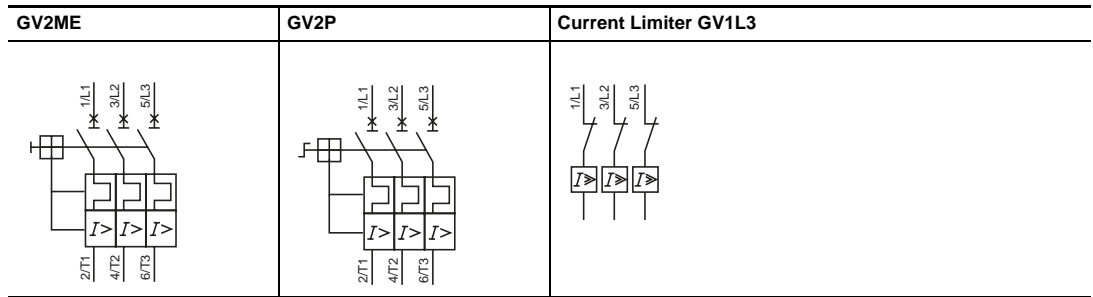 GV2ME
GV2P
Current Limiter GV1L3
1/L1
3/L2
5/L3
I>
I>
I>
2/T1
4/T2
6/T3
1/L1
3/L2
5/L3
I>
I>
I>
2/T1
4/T2
6/T3
1/L1
3/L2
5/L3
I≫
I≫
I≫